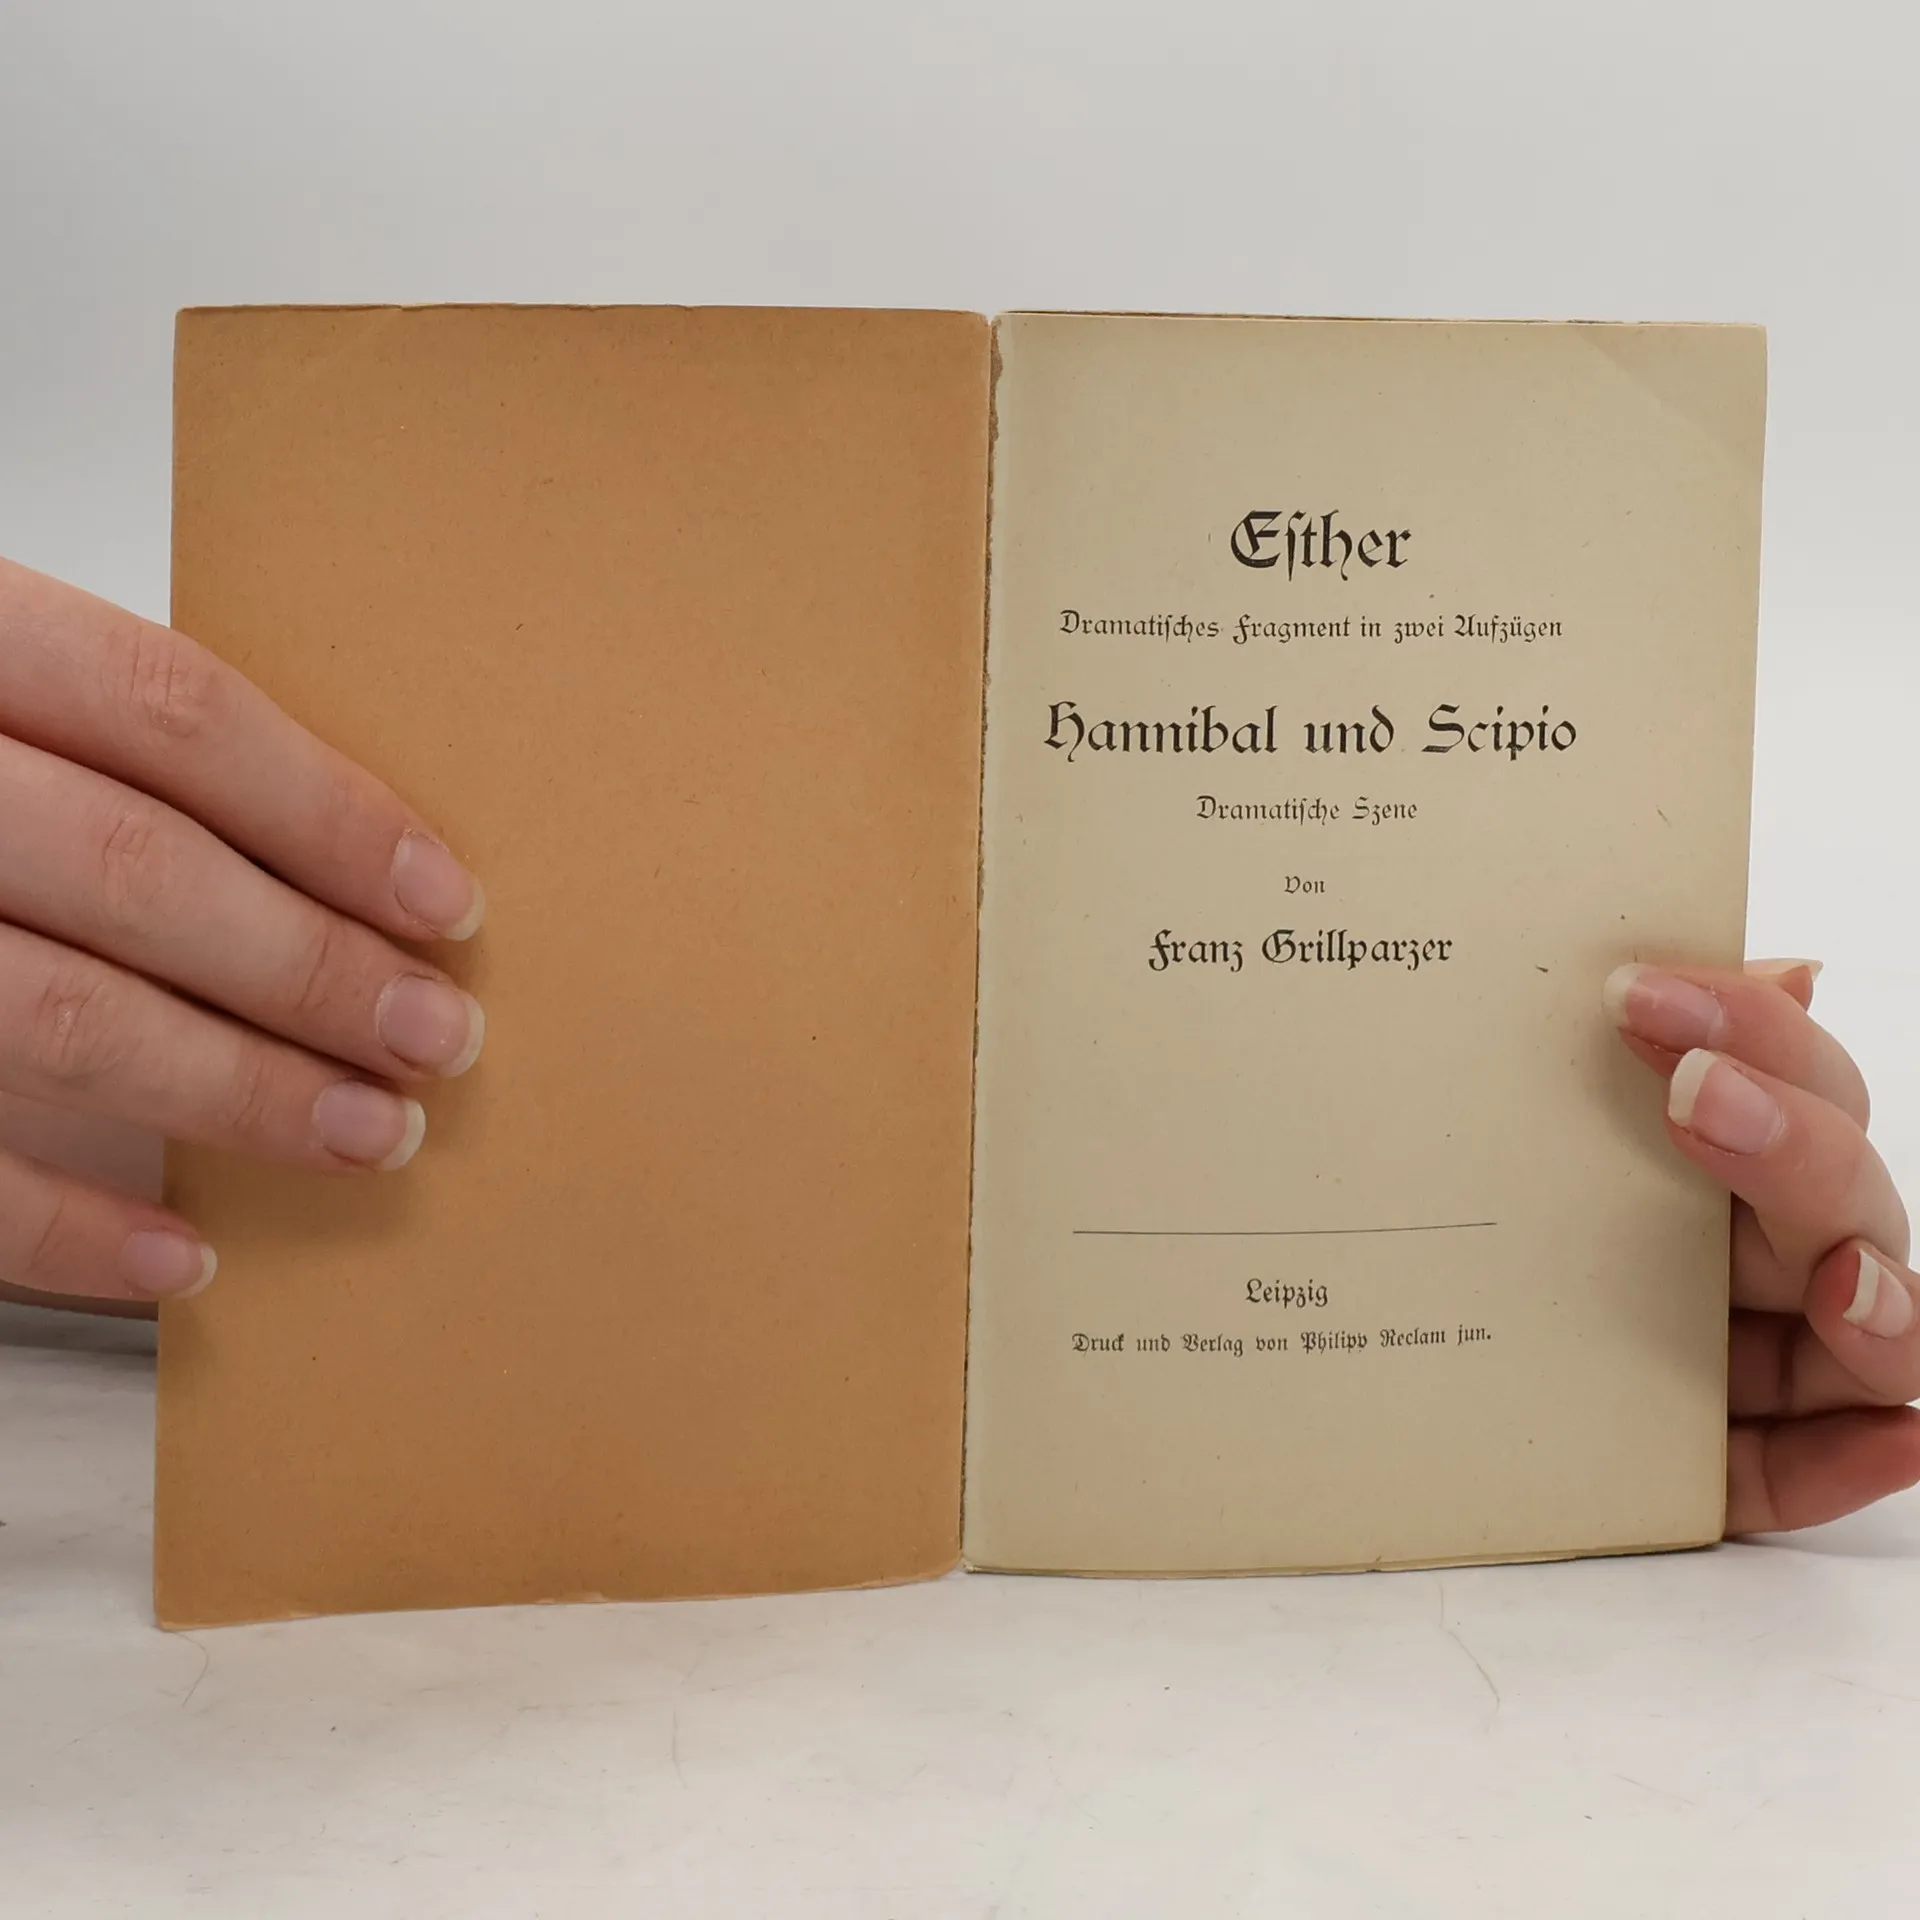 Eſther
Dramatiſches Fragment in zwei Aufzügen
Hannibal und Scipio
Dramatiſche Szene
Von
Franz Grillparzer
Leipzig
Druck und Verlag von Philipp Reclam jun.